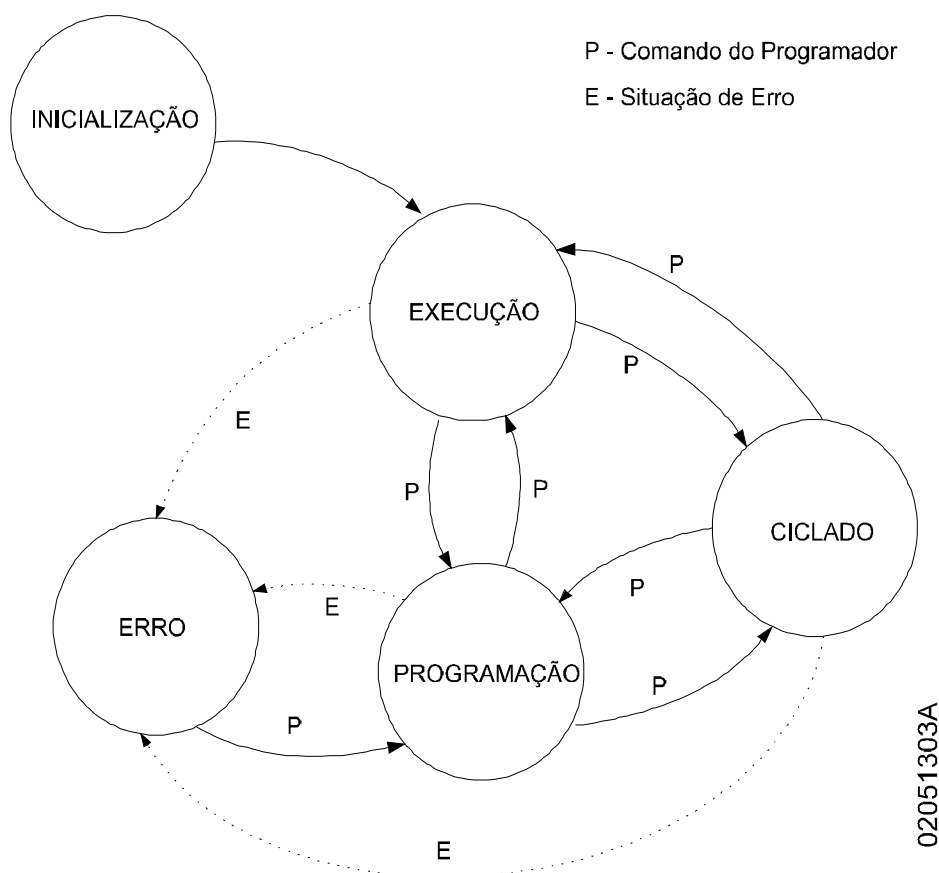 P - Comando do Programador
E - Situação de Erro
INICIALIZAÇÃO
EXECUÇÃO
P
P
E
P
P
CICLADO
P
E
ERRO
PROGRAMAÇÃO
P
P
E
02051303A